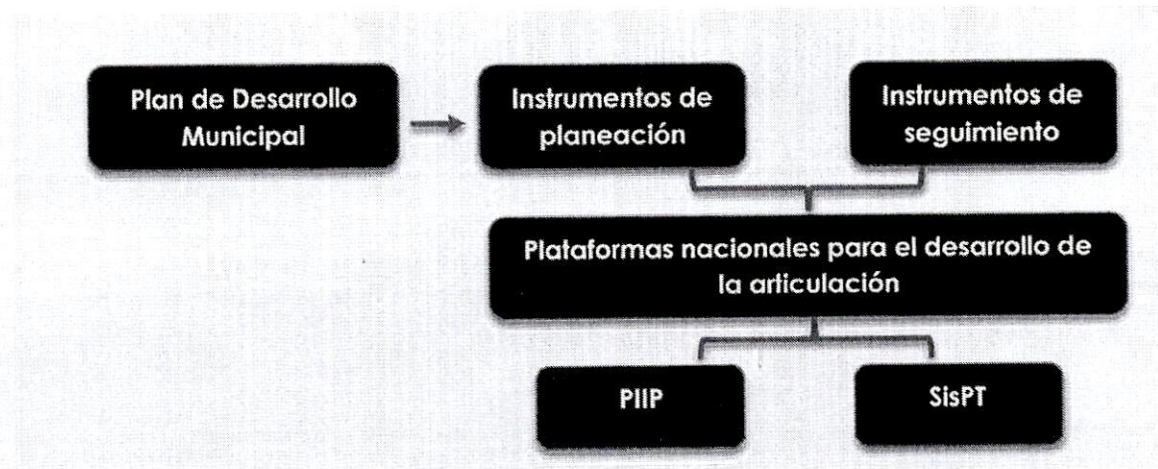 Plan de Desarrollo
Municipal
Instrumentos de
planeación
Instrumentos de
seguimiento
Plataformas nacionales para el desarrollo de
la articulación
PIIP
SisPT